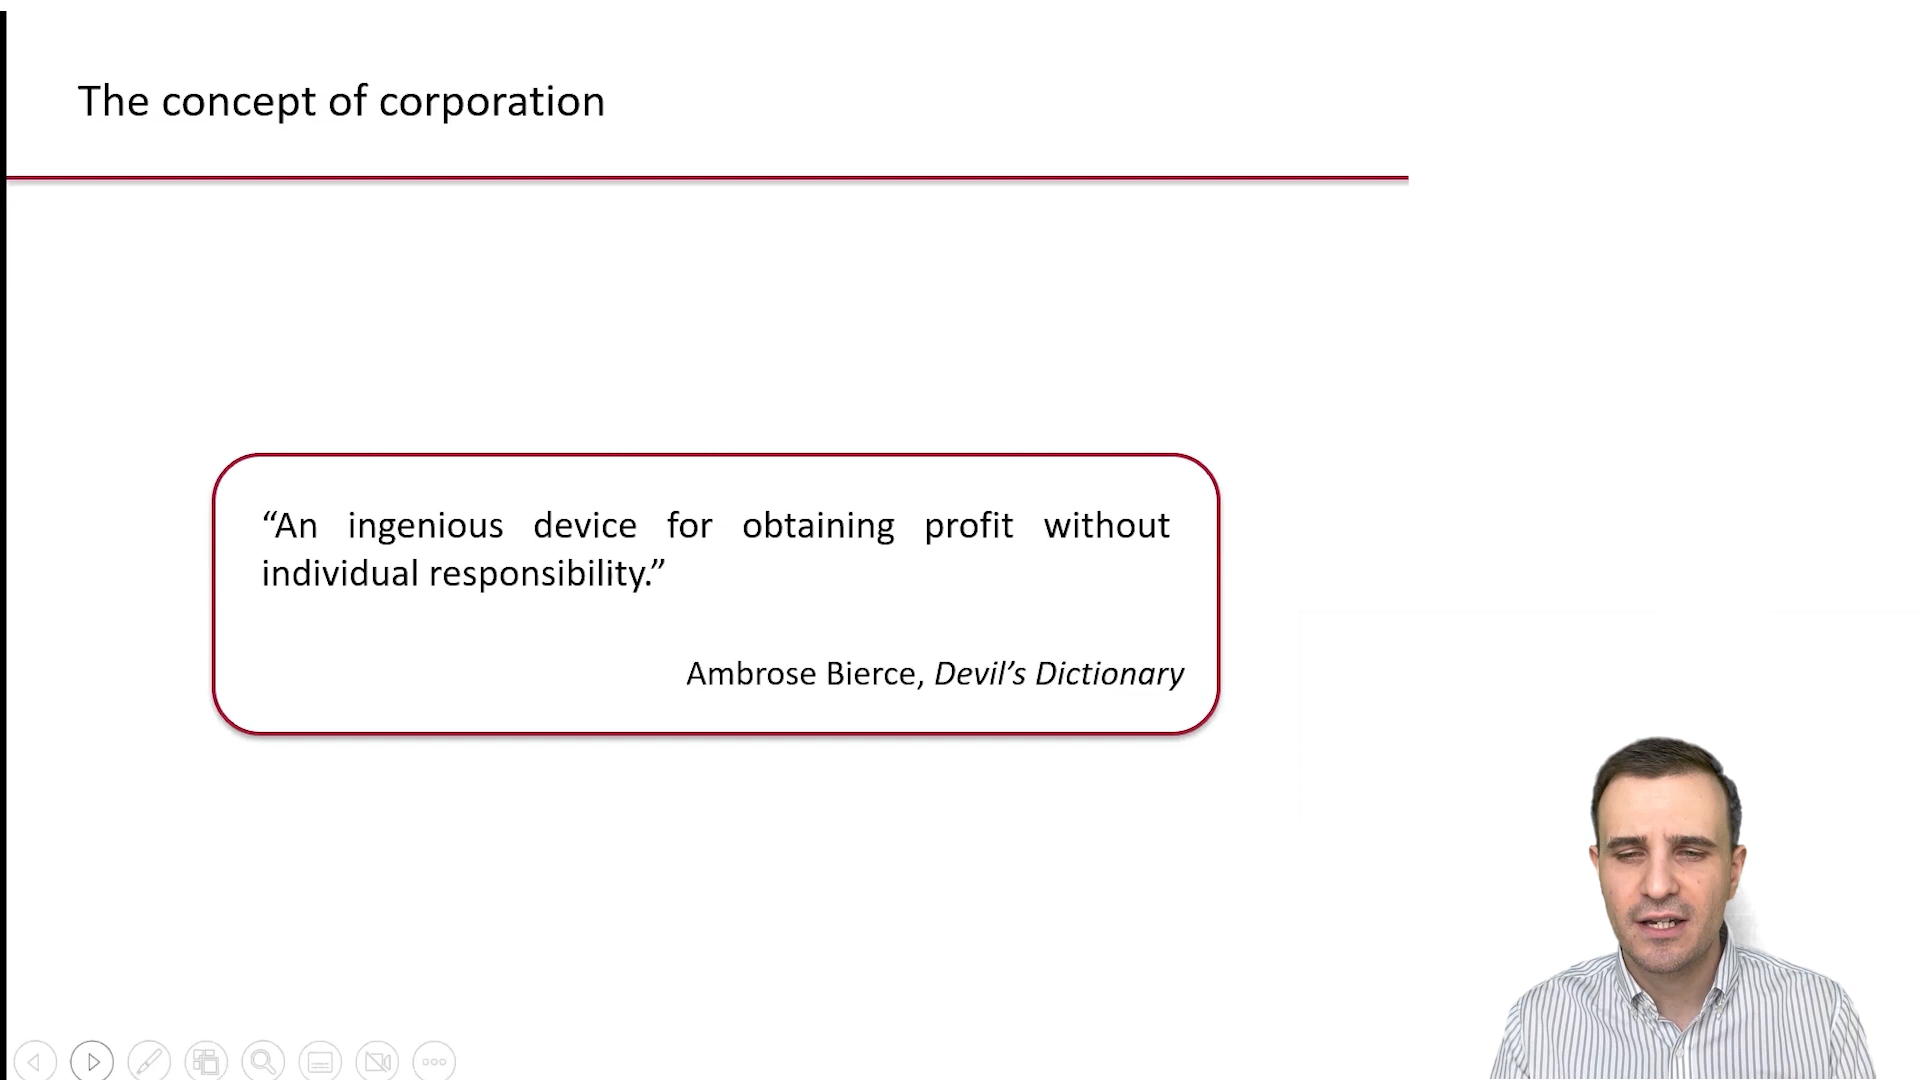 The concept of corporation
“An ingenious device for obtaining profit without
individual responsibility.”
Ambrose Bierce, Devil’s Dictionary